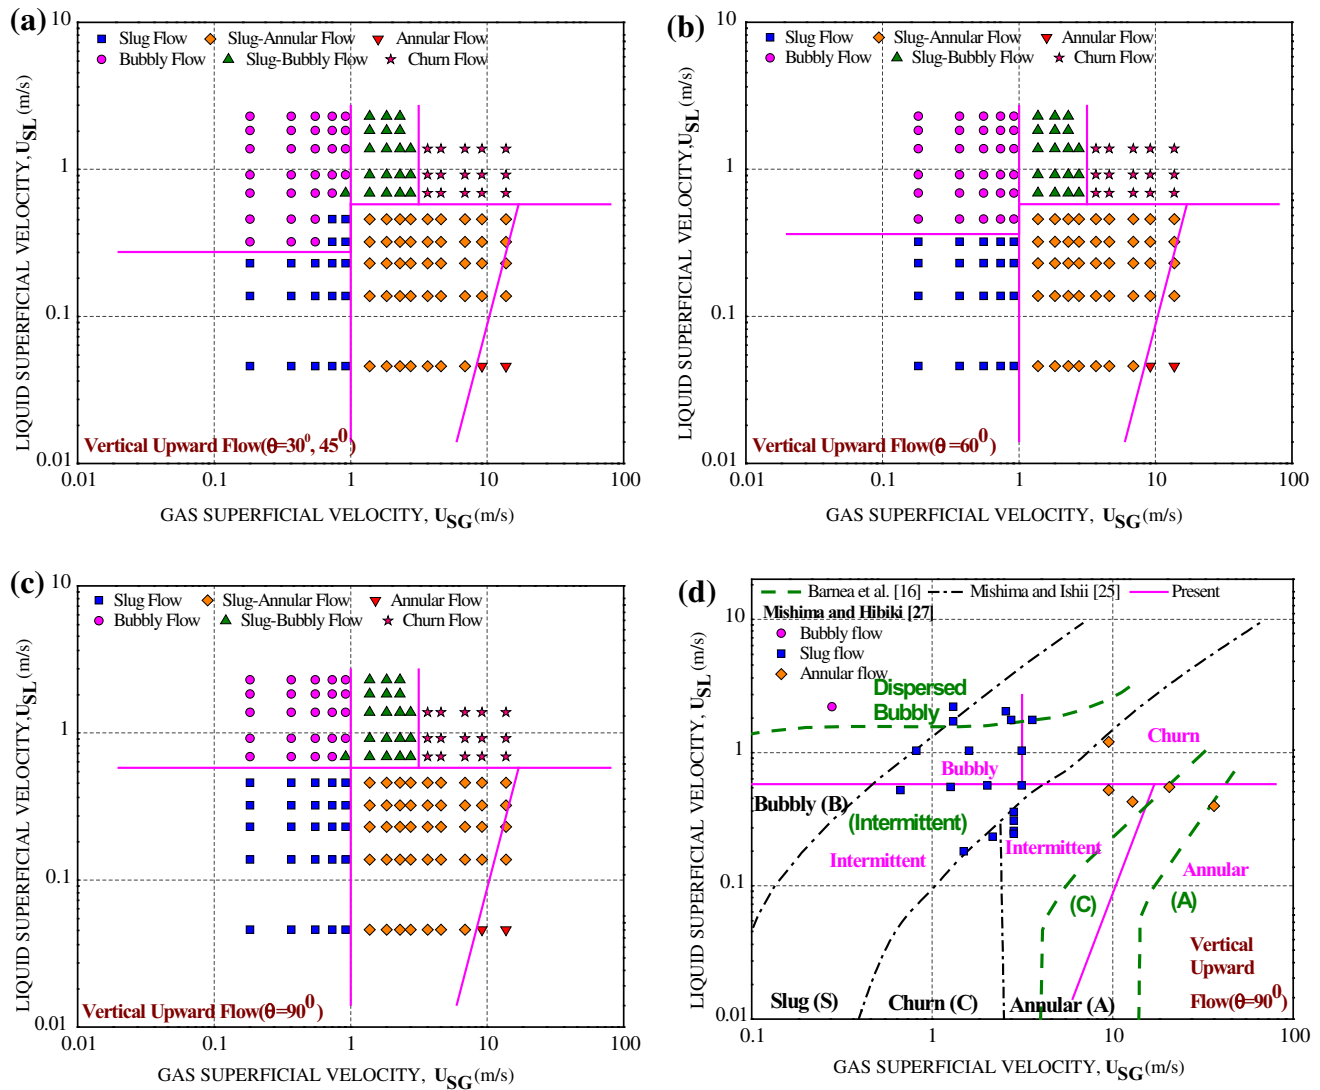 (a)
10
Slug Flow
Slug-Annular Flow
Annular Flow
Bubbly Flow
Slug-Bubbly Flow
Churn Flow
LIQUID SUPERFICIAL VELOCITY, USL (m/s)
1
0.1
0.01
Vertical Upward Flow(θ=30⁰, 45⁰)
0.01
0.1
1
10
100
GAS SUPERFICIAL VELOCITY, USG (m/s)
(b)
10
Slug Flow
Slug-Annular Flow
Annular Flow
Bubbly Flow
Slug-Bubbly Flow
Churn Flow
LIQUID SUPERFICIAL VELOCITY,USL (m/s)
1
0.1
0.01
Vertical Upward Flow(θ=60⁰)
0.01
0.1
1
10
100
GAS SUPERFICIAL VELOCITY, USG (m/s)
(c)
10
Slug Flow
Slug-Annular Flow
Annular Flow
Bubbly Flow
Slug-Bubbly Flow
Churn Flow
LIQUID SUPERFICIAL VELOCITY,USL (m/s)
1
0.1
0.01
Vertical Upward Flow(θ=90⁰)
0.01
0.1
1
10
100
GAS SUPERFICIAL VELOCITY, USG (m/s)
(d)
Barnea et al. [16]
Mishima and Ishii [25]
Present
Mishima and Hibiki [27]
Bubbly flow
Slug flow
Annular flow
LIQUID SUPERFICIAL VELOCITY, USL (m/s)
10
1
0.1
0.01
Dispersed
Bubbly
Churn
Bubbly
Bubbly (B)
(Intermittent)
Intermittent
Intermittent
Annular
(C)
(A)
Vertical
Upward
Flow(θ=90⁰)
Slug (S)
Churn (C)
Annular (A)
0.1
1
10
100
GAS SUPERFICIAL VELOCITY, USG (m/s)